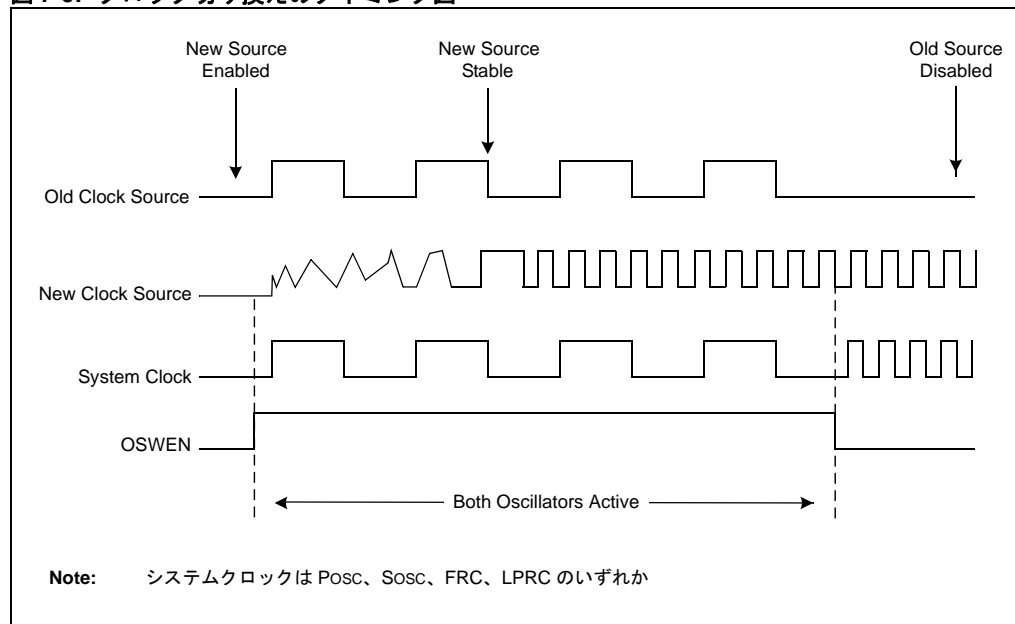 New Source
Enabled
New Source
Stable
Old Source
Disabled
Old Clock Source
New Clock Source
System Clock
OSWEN
Both Oscillators Active
Note: システムクロックは POSC、SOSC、FRC、LPRC のいずれか